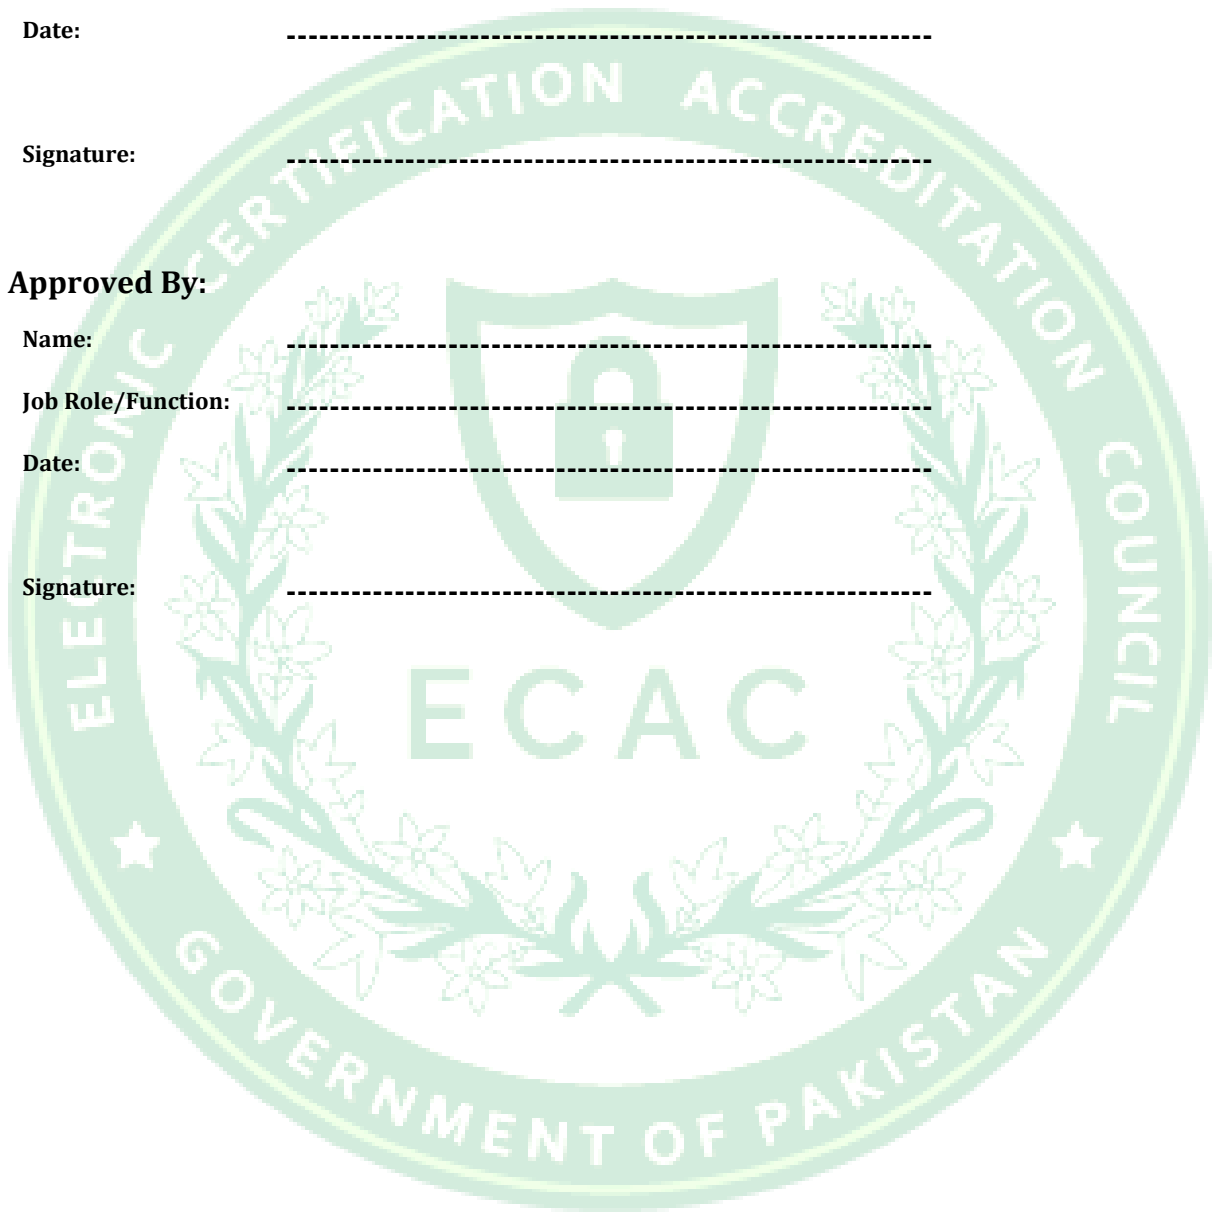 Date: ------------------------------------------------------------
Signature: ------------------------------------------------------------
Approved By:
Name: ------------------------------------------------------------
Job Role/Function: ------------------------------------------------------------
Date: ------------------------------------------------------------
Signature: ------------------------------------------------------------
ELECTRONIC CERTIFICATION ACCREDITATION COUNCIL
ECAC
GOVERNMENT OF PAKISTAN